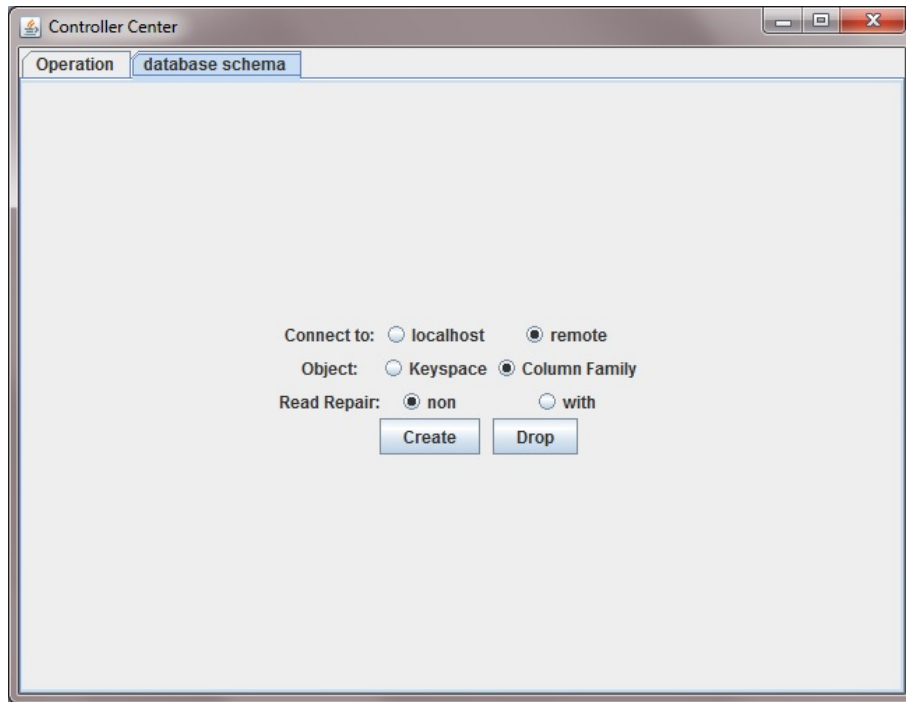 Controller Center
Operation database schema
Connect to: localhost remote
Object: Keyspace Column Family
Read Repair: non with
Create Drop